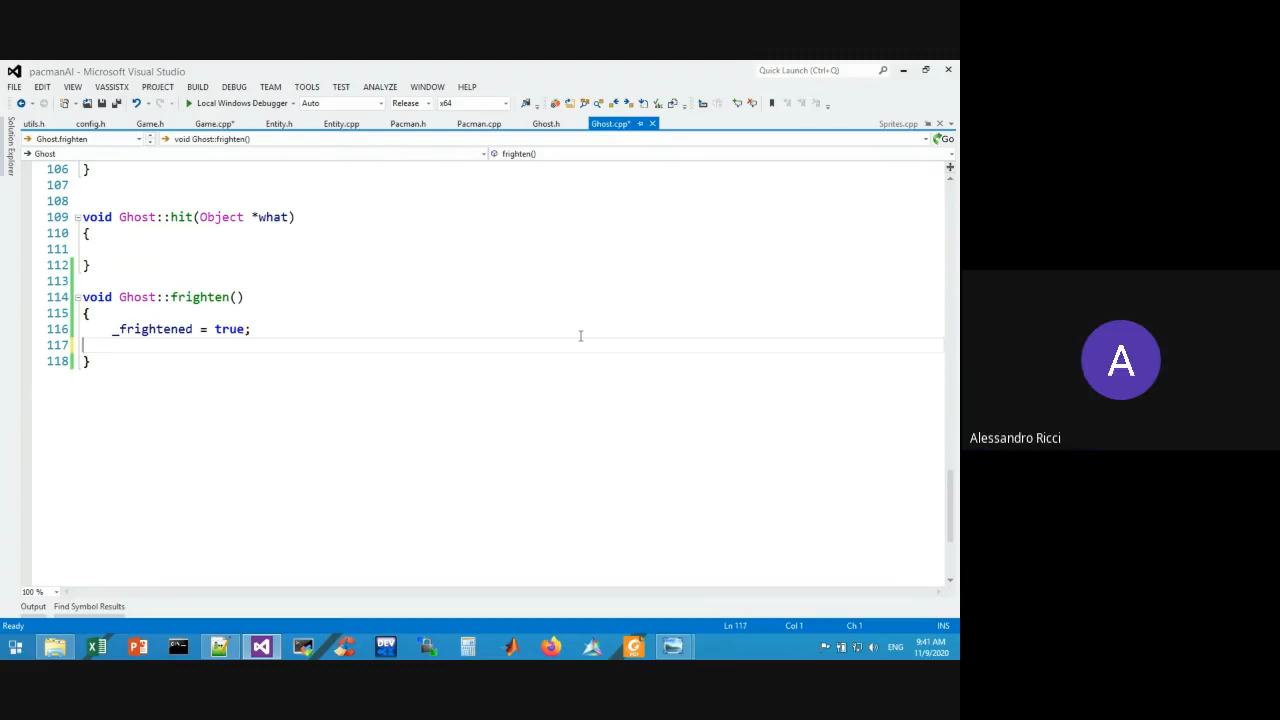 pacmanAI - Microsoft Visual Studio
Quick Launch (Ctrl+Q)
FILE EDIT VIEW VASSISTX PROJECT BUILD DEBUG TEAM TOOLS TEST ANALYZE WINDOW HELP
Local Windows Debugger Auto Release x64
utils.h config.h Game.h Game.cpp* Entity.h Entity.cpp Pacman.h Pacman.cpp Ghost.h Ghost.cpp* Sprites.cpp
Solution Explorer
Ghost.frighten void Ghost::frighten() Go
Ghost frighten()
106 }
107
108
109 void Ghost::hit(Object *what)
110 {
111
112 }
113
114 void Ghost::frighten()
115 {
116 _frightened = true;
117
118 }
A
Alessandro Ricci
100 %
Output Find Symbol Results
Ready Ln 117 Col 1 Ch 1 INS
DEV
ENG
9:41 AM
11/9/2020